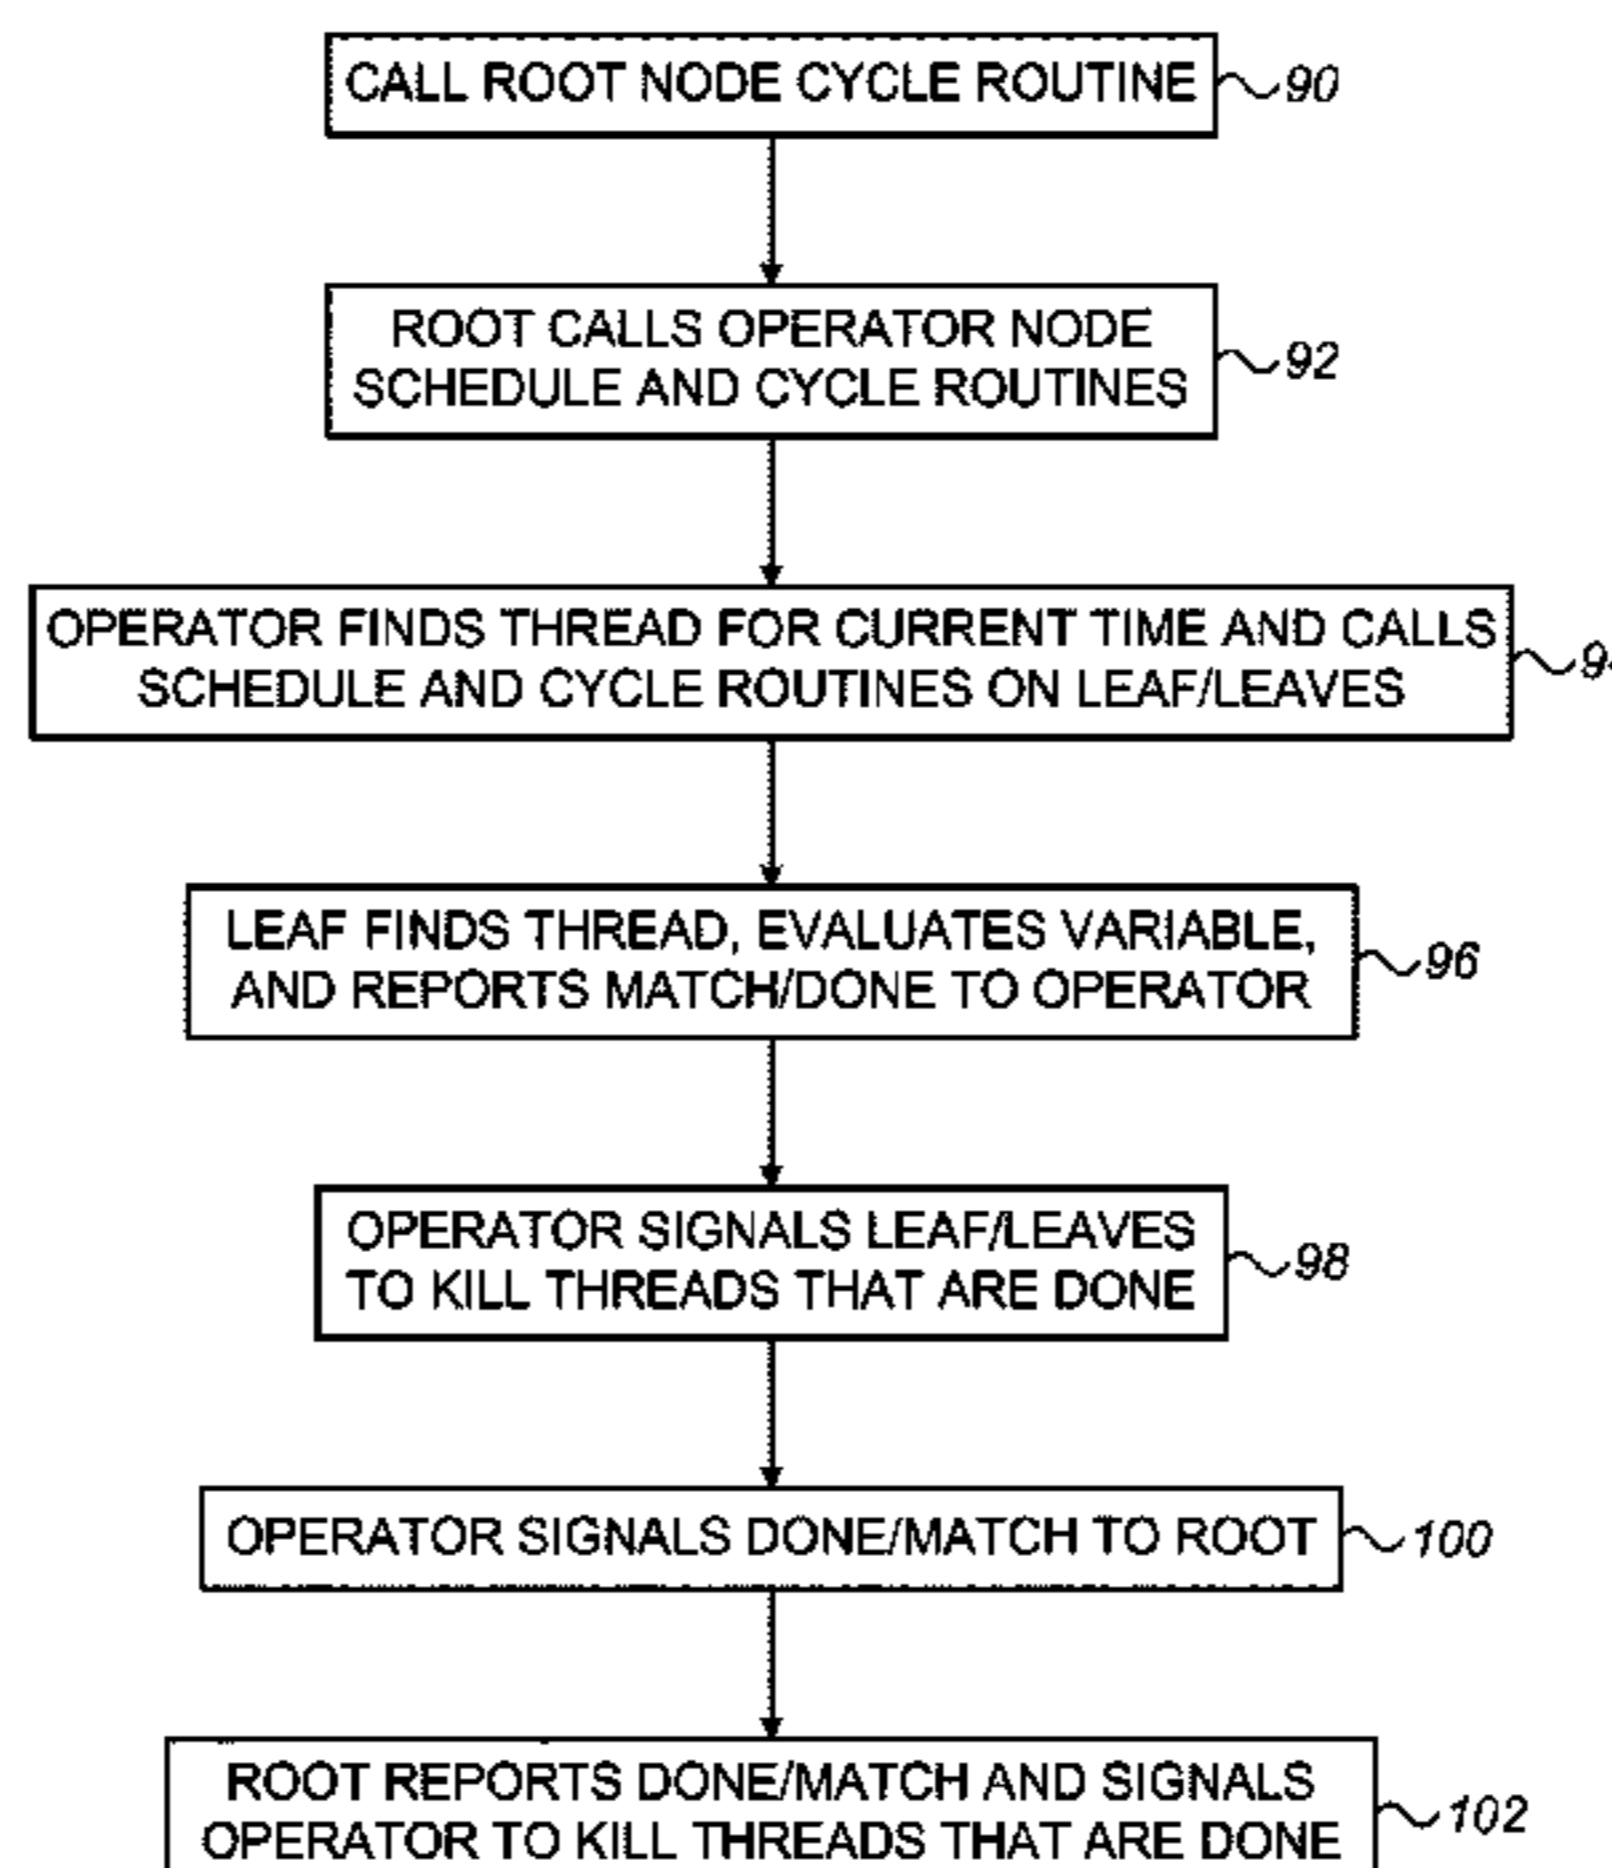 CALL ROOT NODE CYCLE ROUTINE
90
ROOT CALLS OPERATOR NODE
SCHEDULE AND CYCLE ROUTINES
92
OPERATOR FINDS THREAD FOR CURRENT TIME AND CALLS
SCHEDULE AND CYCLE ROUTINES ON LEAF/LEAVES
LEAF FINDS THREAD, EVALUATES VARIABLE,
AND REPORTS MATCH/DONE TO OPERATOR
96
OPERATOR SIGNALS LEAF/LEAVES
TO KILL THREADS THAT ARE DONE
98
OPERATOR SIGNALS DONE/MATCH TO ROOT
100
ROOT REPORTS DONE/MATCH AND SIGNALS
OPERATOR TO KILL THREADS THAT ARE DONE
102